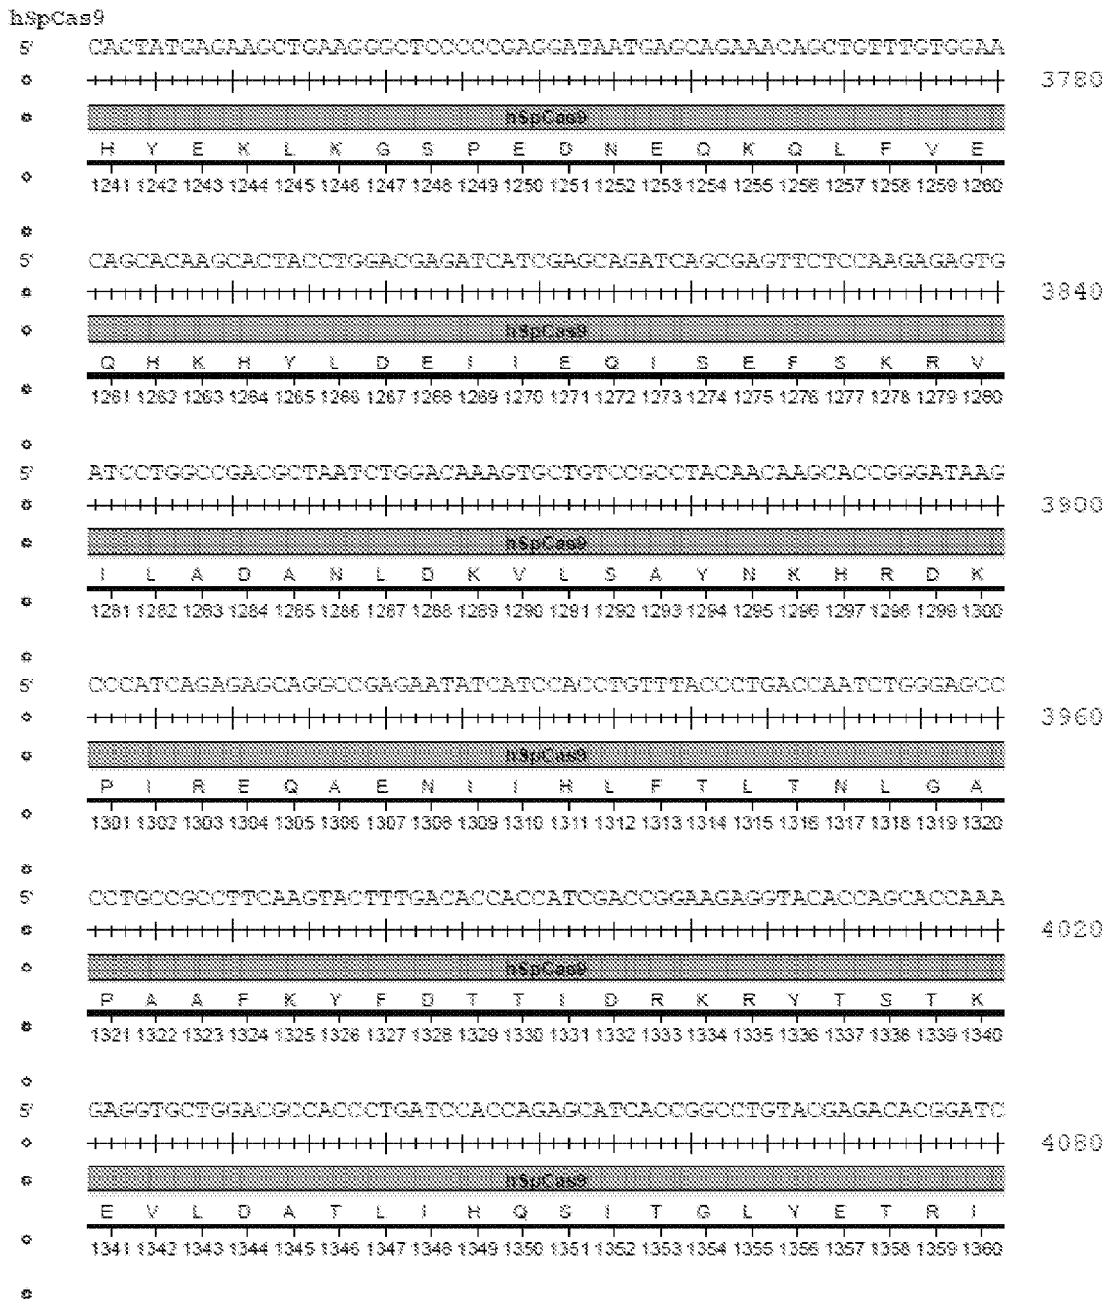 hSpCas9
5' CACTATGAGAAGCTGAAGGGCTCCCCCGAGGATAATGAGCAGAAACAGCTGTTTGTGGAA
3780
hSpCas9
H Y E K L K G S P E D N E Q K Q L F V E
1241 1242 1243 1244 1245 1246 1247 1248 1249 1250 1251 1252 1253 1254 1255 1256 1257 1258 1259 1260
5' CAGCACAAGCACTACCTGGACGAGATCATCGAGCAGATCAGCGAGTTCTCCAAGAGAGTG
3840
hSpCas9
Q H K H Y L D E I I E Q I S E F S K R V
1261 1262 1263 1264 1265 1266 1267 1268 1269 1270 1271 1272 1273 1274 1275 1276 1277 1278 1279 1280
5' ATCCTGGCCGACGCTAATCTGGACAAAGTGCTGTCCGCCTACAACAAGCACCGGGATAAG
3900
hSpCas9
I L A D A N L D K V L S A Y N K H R D K
1281 1282 1283 1284 1285 1286 1287 1288 1289 1290 1291 1292 1293 1294 1295 1296 1297 1298 1299 1300
5' CCCATCAGAGAGCAGGCCGAGAATATCATCCACCTGTTTACCCTGACCAATCTGGGAGCC
3960
hSpCas9
P I R E Q A E N I I H L F T L T N L G A
1301 1302 1303 1304 1305 1306 1307 1308 1309 1310 1311 1312 1313 1314 1315 1316 1317 1318 1319 1320
5' CCTGCCGCCTTCAAGTACTTTGACACCACCATCGACCGGAAGAGGTACACCAGCACCAAA
4020
hSpCas9
P A A F K Y F D T T I D R K R Y T S T K
1321 1322 1323 1324 1325 1326 1327 1328 1329 1330 1331 1332 1333 1334 1335 1336 1337 1338 1339 1340
5' GAGGTGCTGGACGCCACCCTGATCCACCAGAGCATCACCGGCCTGTACGAGACACGGATC
4080
hSpCas9
E V L D A T L I H Q S I T G L Y E T R I
1341 1342 1343 1344 1345 1346 1347 1348 1349 1350 1351 1352 1353 1354 1355 1356 1357 1358 1359 1360